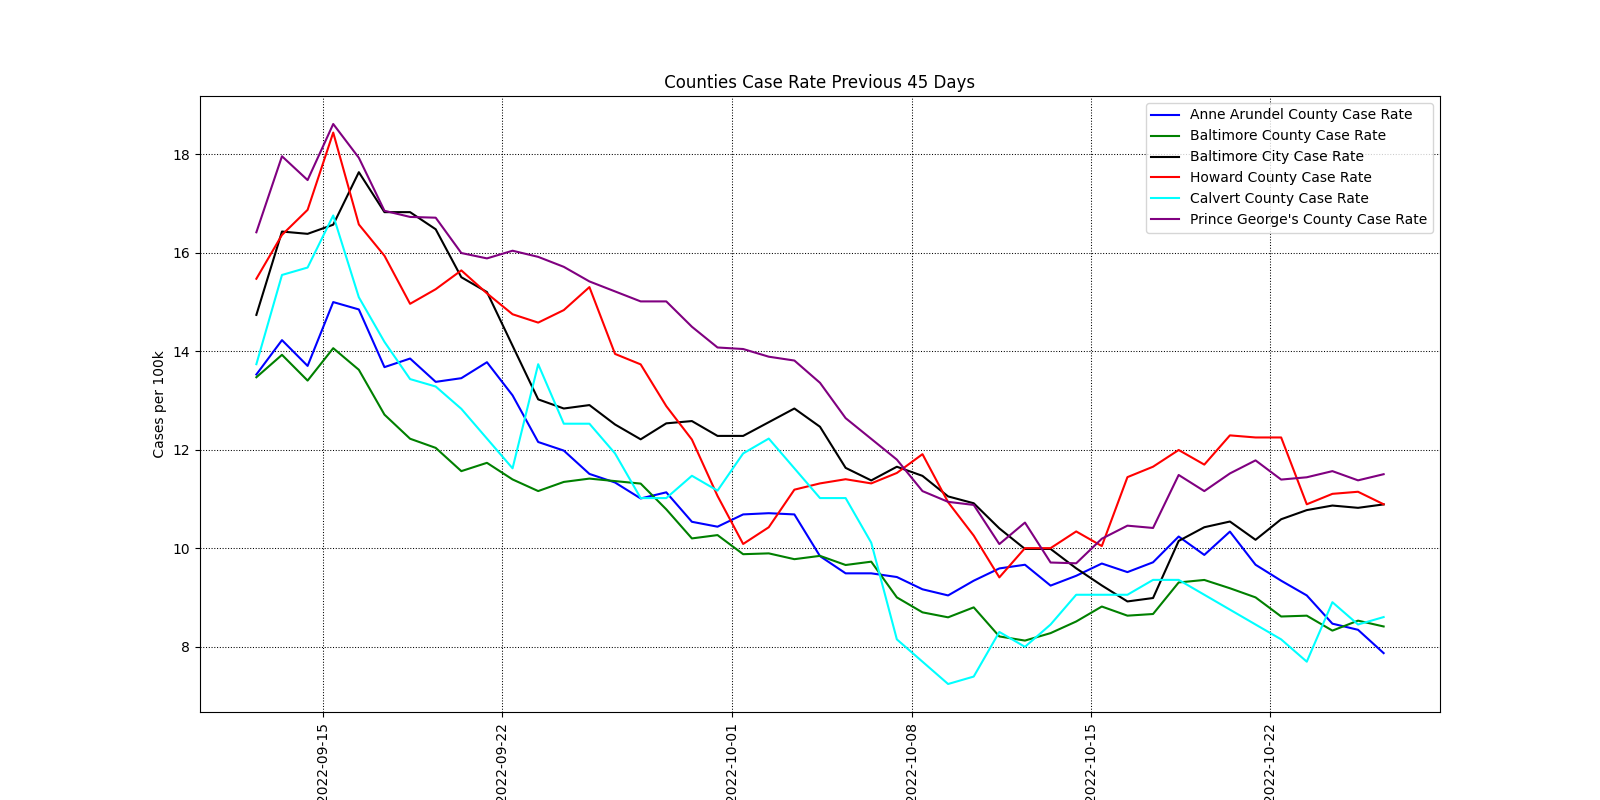 Counties Case Rate Previous 45 Days
Anne Arundel County Case Rate
Baltimore County Case Rate
Baltimore City Case Rate
Howard County Case Rate
Calvert County Case Rate
Prince George's County Case Rate
Cases per 100k
18
16
14
12
10
8
2022-09-15
2022-09-22
2022-10-01
2022-10-08
2022-10-15
2022-10-22